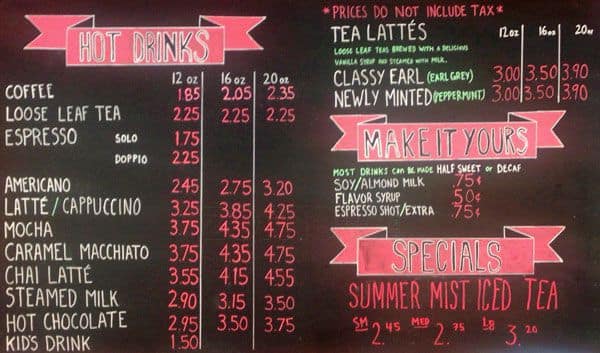 HOT DRINKS
12 oz 16 oz 20 oz
COFFEE 1.85 2.05 2.35
LOOSE LEAF TEA 2.25 2.25 2.25
ESPRESSO SOLO 1.75
DOPPIO 2.25
AMERICANO 2.45 2.75 3.20
LATTÉ/CAPPUCCINO 3.25 3.85 4.25
MOCHA 3.75 4.35 4.75
CARAMEL MACCHIATO 3.75 4.35 4.75
CHAI LATTÉ 3.55 4.15 4.55
STEAMED MILK 2.90 3.15 3.50
HOT CHOCOLATE 2.95 3.50 3.75
KID'S DRINK 1.50
*PRICES DO NOT INCLUDE TAX*
TEA LATTÉS 12oz 16oz 20oz
LOOSE LEAF TEAS BREWED WITH A DELICIOUS
VANILLA SYRUP AND STEAMED WITH MILK.
CLASSY EARL (EARL GREY) 3.00 3.50 3.90
NEWLY MINTED (PEPPERMINT) 3.00 3.50 3.90
MAKE IT YOURS
MOST DRINKS CAN BE MADE HALF SWEET OR DECAF
SOY/ALMOND MILK .75¢
FLAVOR SYRUP 50¢
ESPRESSO SHOT/EXTRA .75¢
SPECIALS
SUMMER MIST ICED TEA
SM 2.45 MED 2.75 LG 3.20